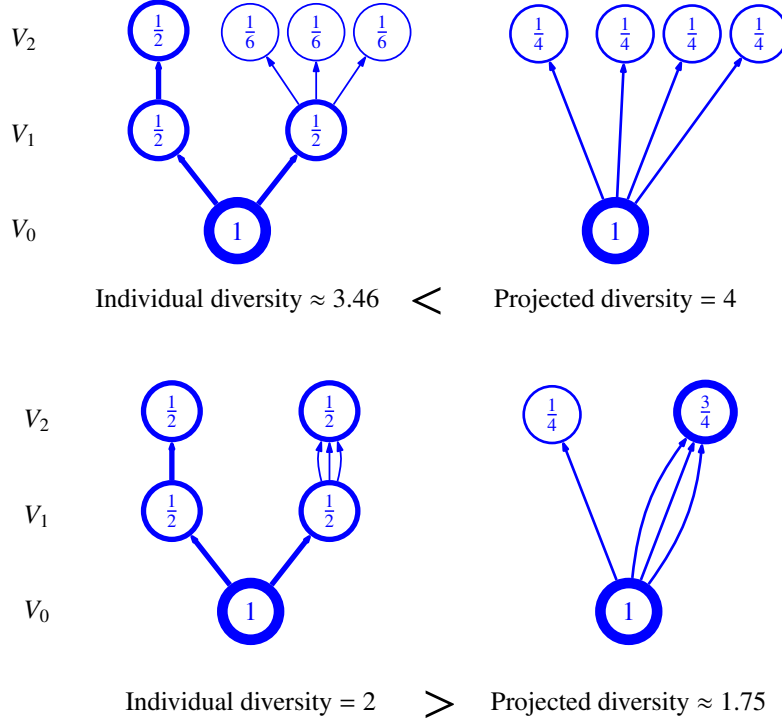 V₂ 1/2 1/6 1/6 1/6 1/4 1/4 1/4 1/4
V₁ 1/2 1/2
V₀ 1 1
Individual diversity ≈ 3.46 < Projected diversity = 4
V₂ 1/2 1/2 1/4 3/4
V₁ 1/2 1/2
V₀ 1 1
Individual diversity = 2 > Projected diversity ≈ 1.75